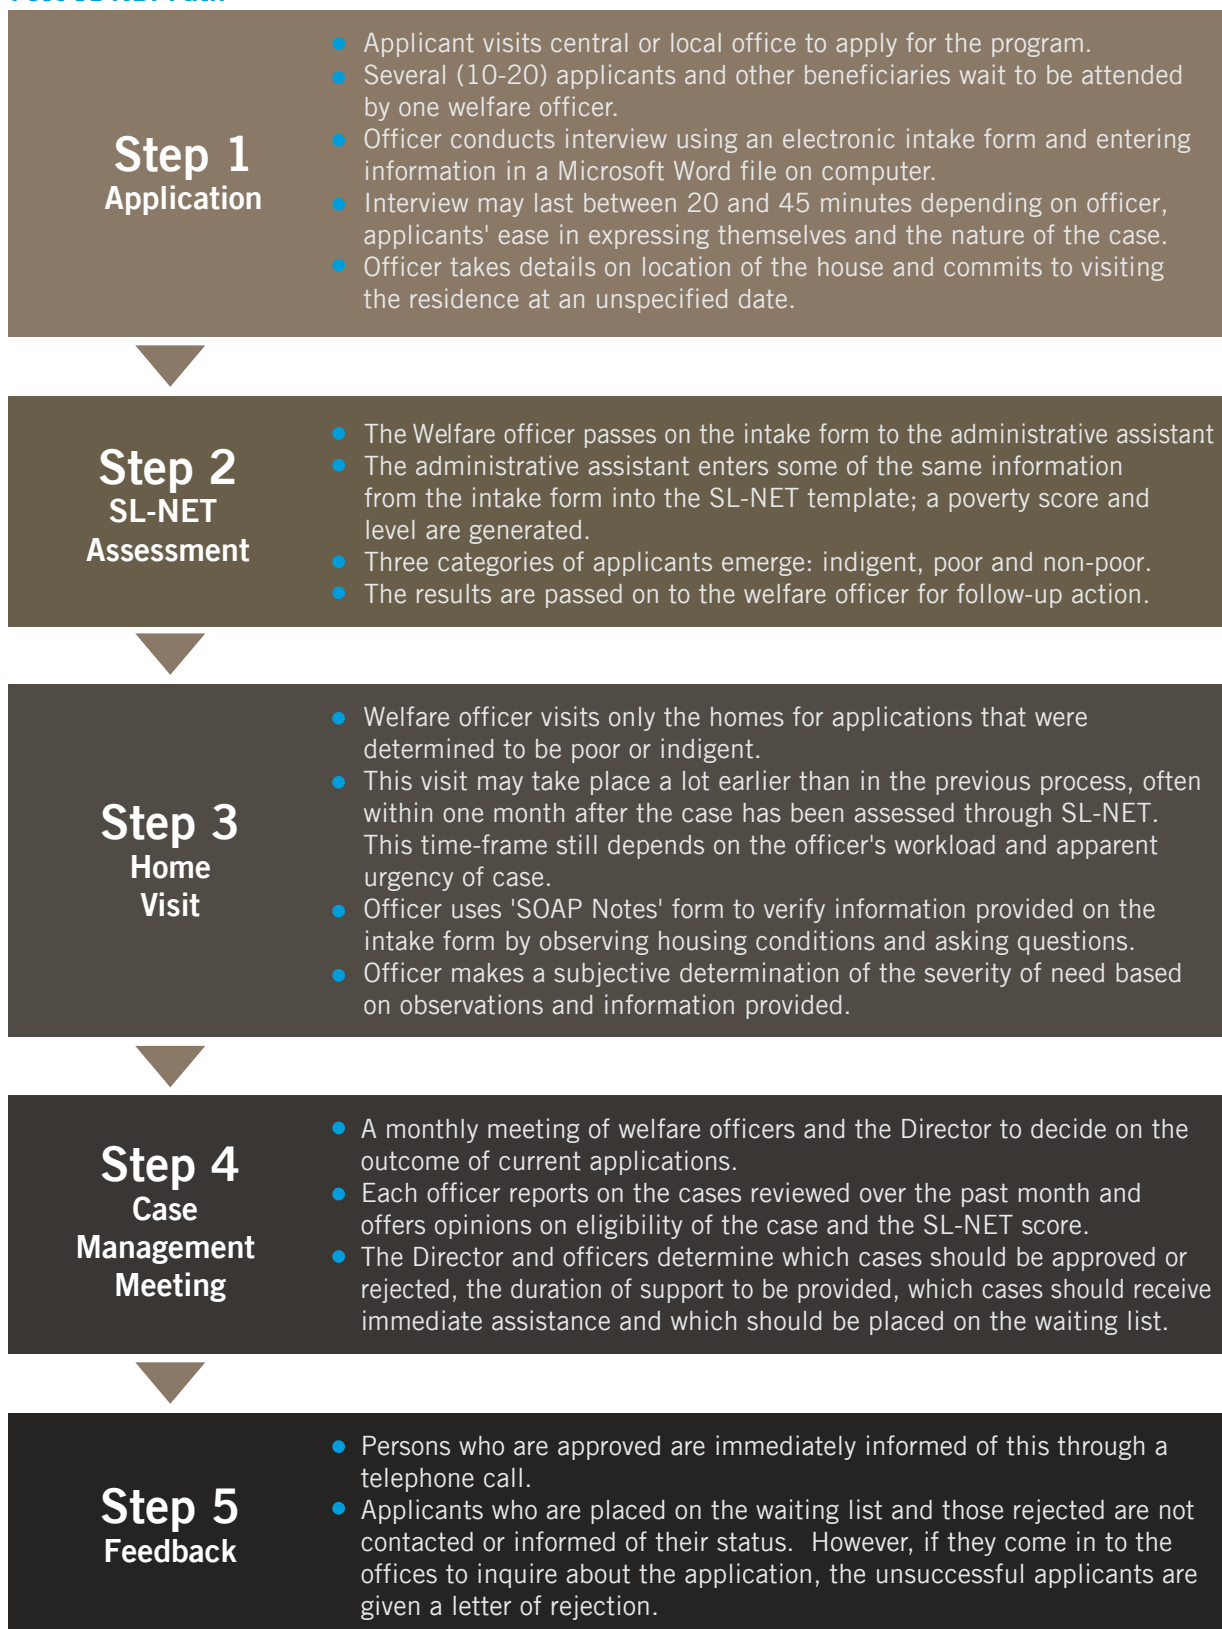 Step 1
Application
Applicant visits central or local office to apply for the program.
Several (10-20) applicants and other beneficiaries wait to be attended
by one welfare officer.
Officer conducts interview using an electronic intake form and entering
information in a Microsoft Word file on computer.
Interview may last between 20 and 45 minutes depending on officer,
applicants' ease in expressing themselves and the nature of the case.
Officer takes details on location of the house and commits to visiting
the residence at an unspecified date.
Step 2
SL-NET
Assessment
The Welfare officer passes on the intake form to the administrative assistant
The administrative assistant enters some of the same information
from the intake form into the SL-NET template; a poverty score and
level are generated.
Three categories of applicants emerge: indigent, poor and non-poor.
The results are passed on to the welfare officer for follow-up action.
Step 3
Home
Visit
Welfare officer visits only the homes for applications that were
determined to be poor or indigent.
This visit may take place a lot earlier than in the previous process, often
within one month after the case has been assessed through SL-NET.
This time-frame still depends on the officer's workload and apparent
urgency of case.
Officer uses 'SOAP Notes' form to verify information provided on the
intake form by observing housing conditions and asking questions.
Officer makes a subjective determination of the severity of need based
on observations and information provided.
Step 4
Case
Management
Meeting
A monthly meeting of welfare officers and the Director to decide on the
outcome of current applications.
Each officer reports on the cases reviewed over the past month and
offers opinions on eligibility of the case and the SL-NET score.
The Director and officers determine which cases should be approved or
rejected, the duration of support to be provided, which cases should receive
immediate assistance and which should be placed on the waiting list.
Step 5
Feedback
Persons who are approved are immediately informed of this through a
telephone call.
Applicants who are placed on the waiting list and those rejected are not
contacted or informed of their status. However, if they come in to the
offices to inquire about the application, the unsuccessful applicants are
given a letter of rejection.